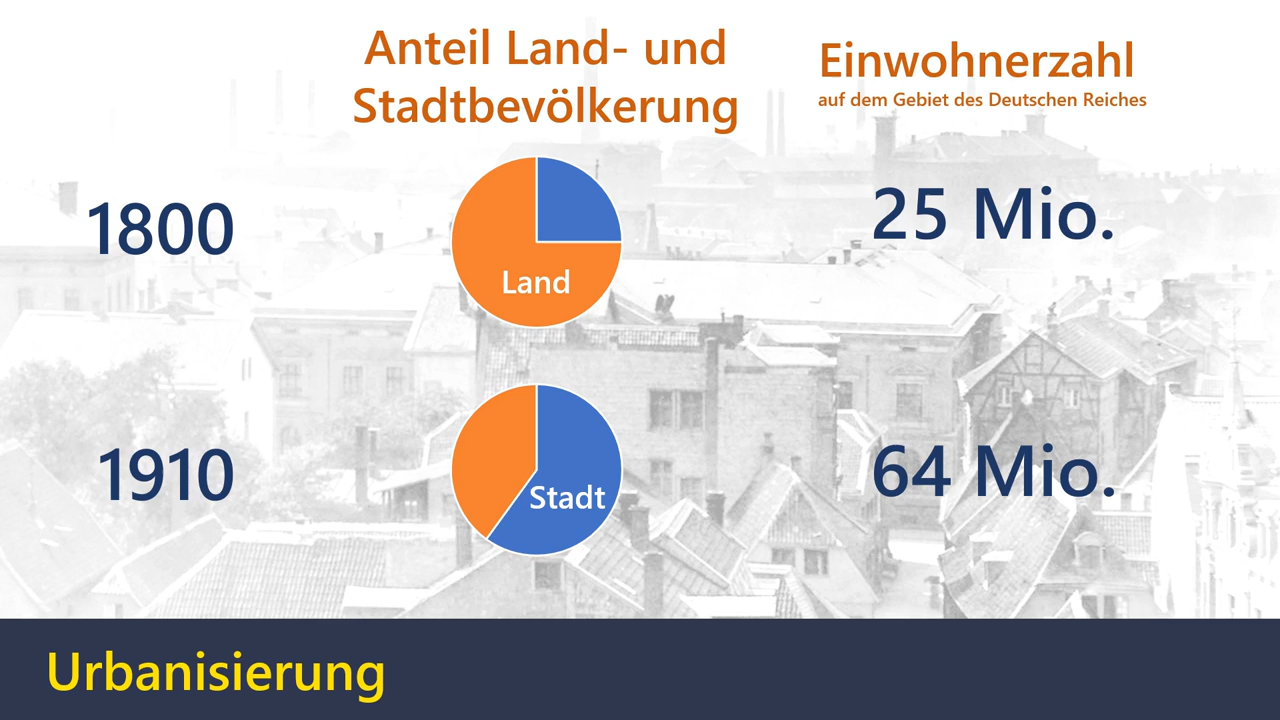 Anteil Land- und
Stadtbevölkerung
Einwohnerzahl
auf dem Gebiet des Deutschen Reiches
1800
Land
25 Mio.
1910
Stadt
64 Mio.
Urbanisierung